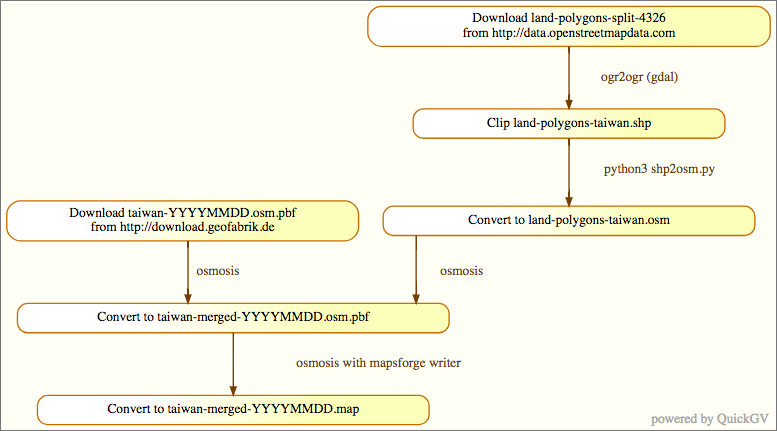 Download land-polygons-split-4326
from http://data.openstreetmapdata.com
ogr2ogr (gdal)
Clip land-polygons-taiwan.shp
python3 shp2osm.py
Download taiwan-YYYYMMDD.osm.pbf
from http://download.geofabrik.de
Convert to land-polygons-taiwan.osm
osmosis
osmosis
Convert to taiwan-merged-YYYYMMDD.osm.pbf
osmosis with mapsforge writer
Convert to taiwan-merged-YYYYMMDD.map
powered by QuickGV